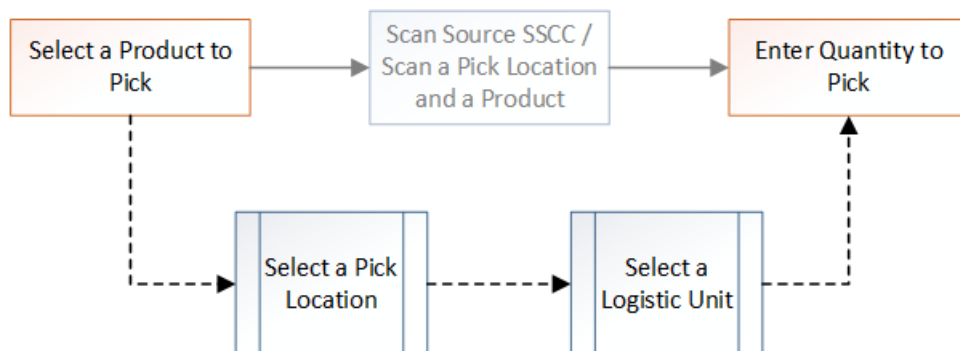 Select a Product to
Pick
Scan Source SSCC /
Scan a Pick Location
and a Product
Enter Quantity to
Pick
Select a Pick
Location
Select a
Logistic Unit